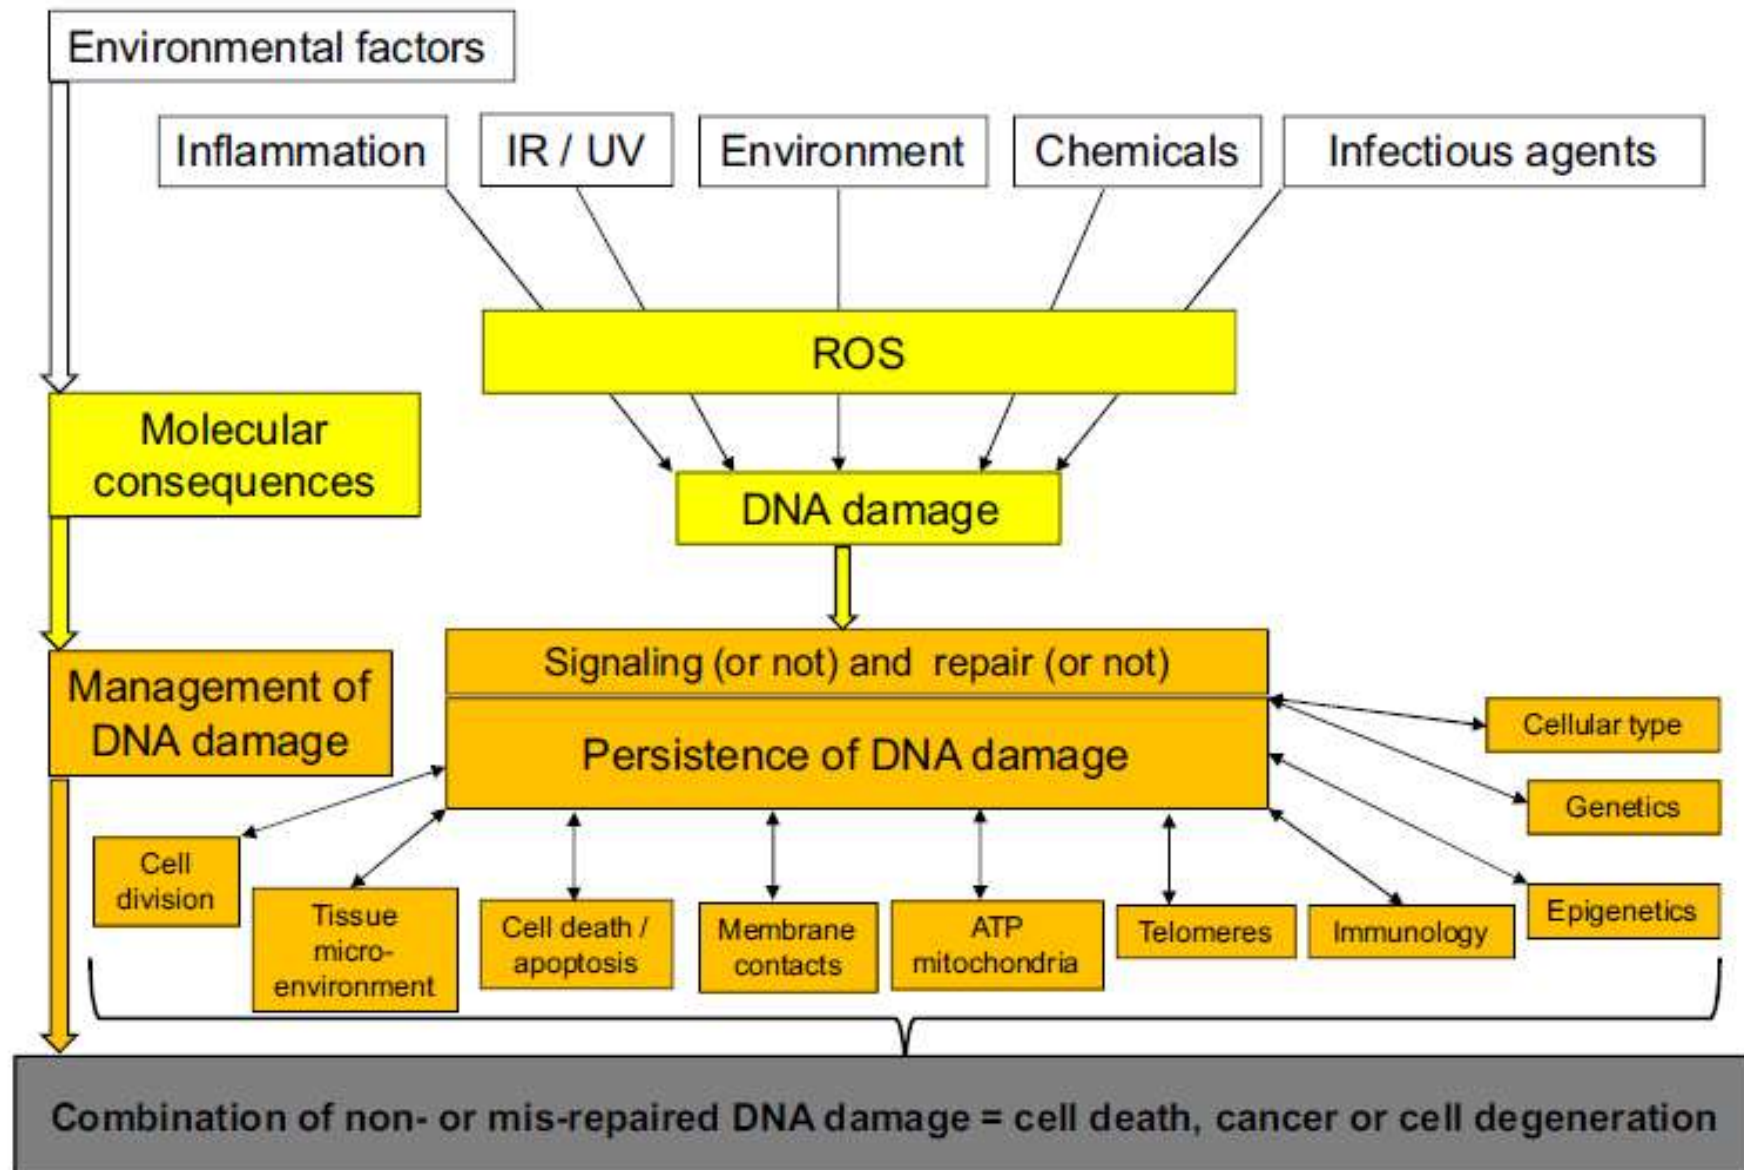 Environmental factors
Inflammation
IR / UV
Environment
Chemicals
Infectious agents
ROS
Molecular
consequences
DNA damage
Signaling (or not) and repair (or not)
Management of
DNA damage
Persistence of DNA damage
Cellular type
Genetics
Epigenetics
Cell
division
Tissue
micro-
environment
Cell death /
apoptosis
Membrane
contacts
ATP
mitochondria
Telomeres
Immunology
Combination of non- or mis-repaired DNA damage = cell death, cancer or cell degeneration